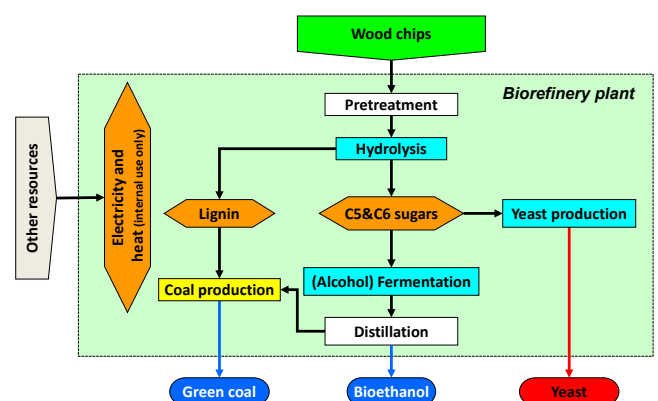 Wood chips
Biorefinery plant
Pretreatment
Hydrolysis
Other resources
Electricity and
heat (internal use only)
Lignin
C5&C6 sugars
Yeast production
Coal production
(Alcohol) Fermentation
Distillation
Green coal
Bioethanol
Yeast